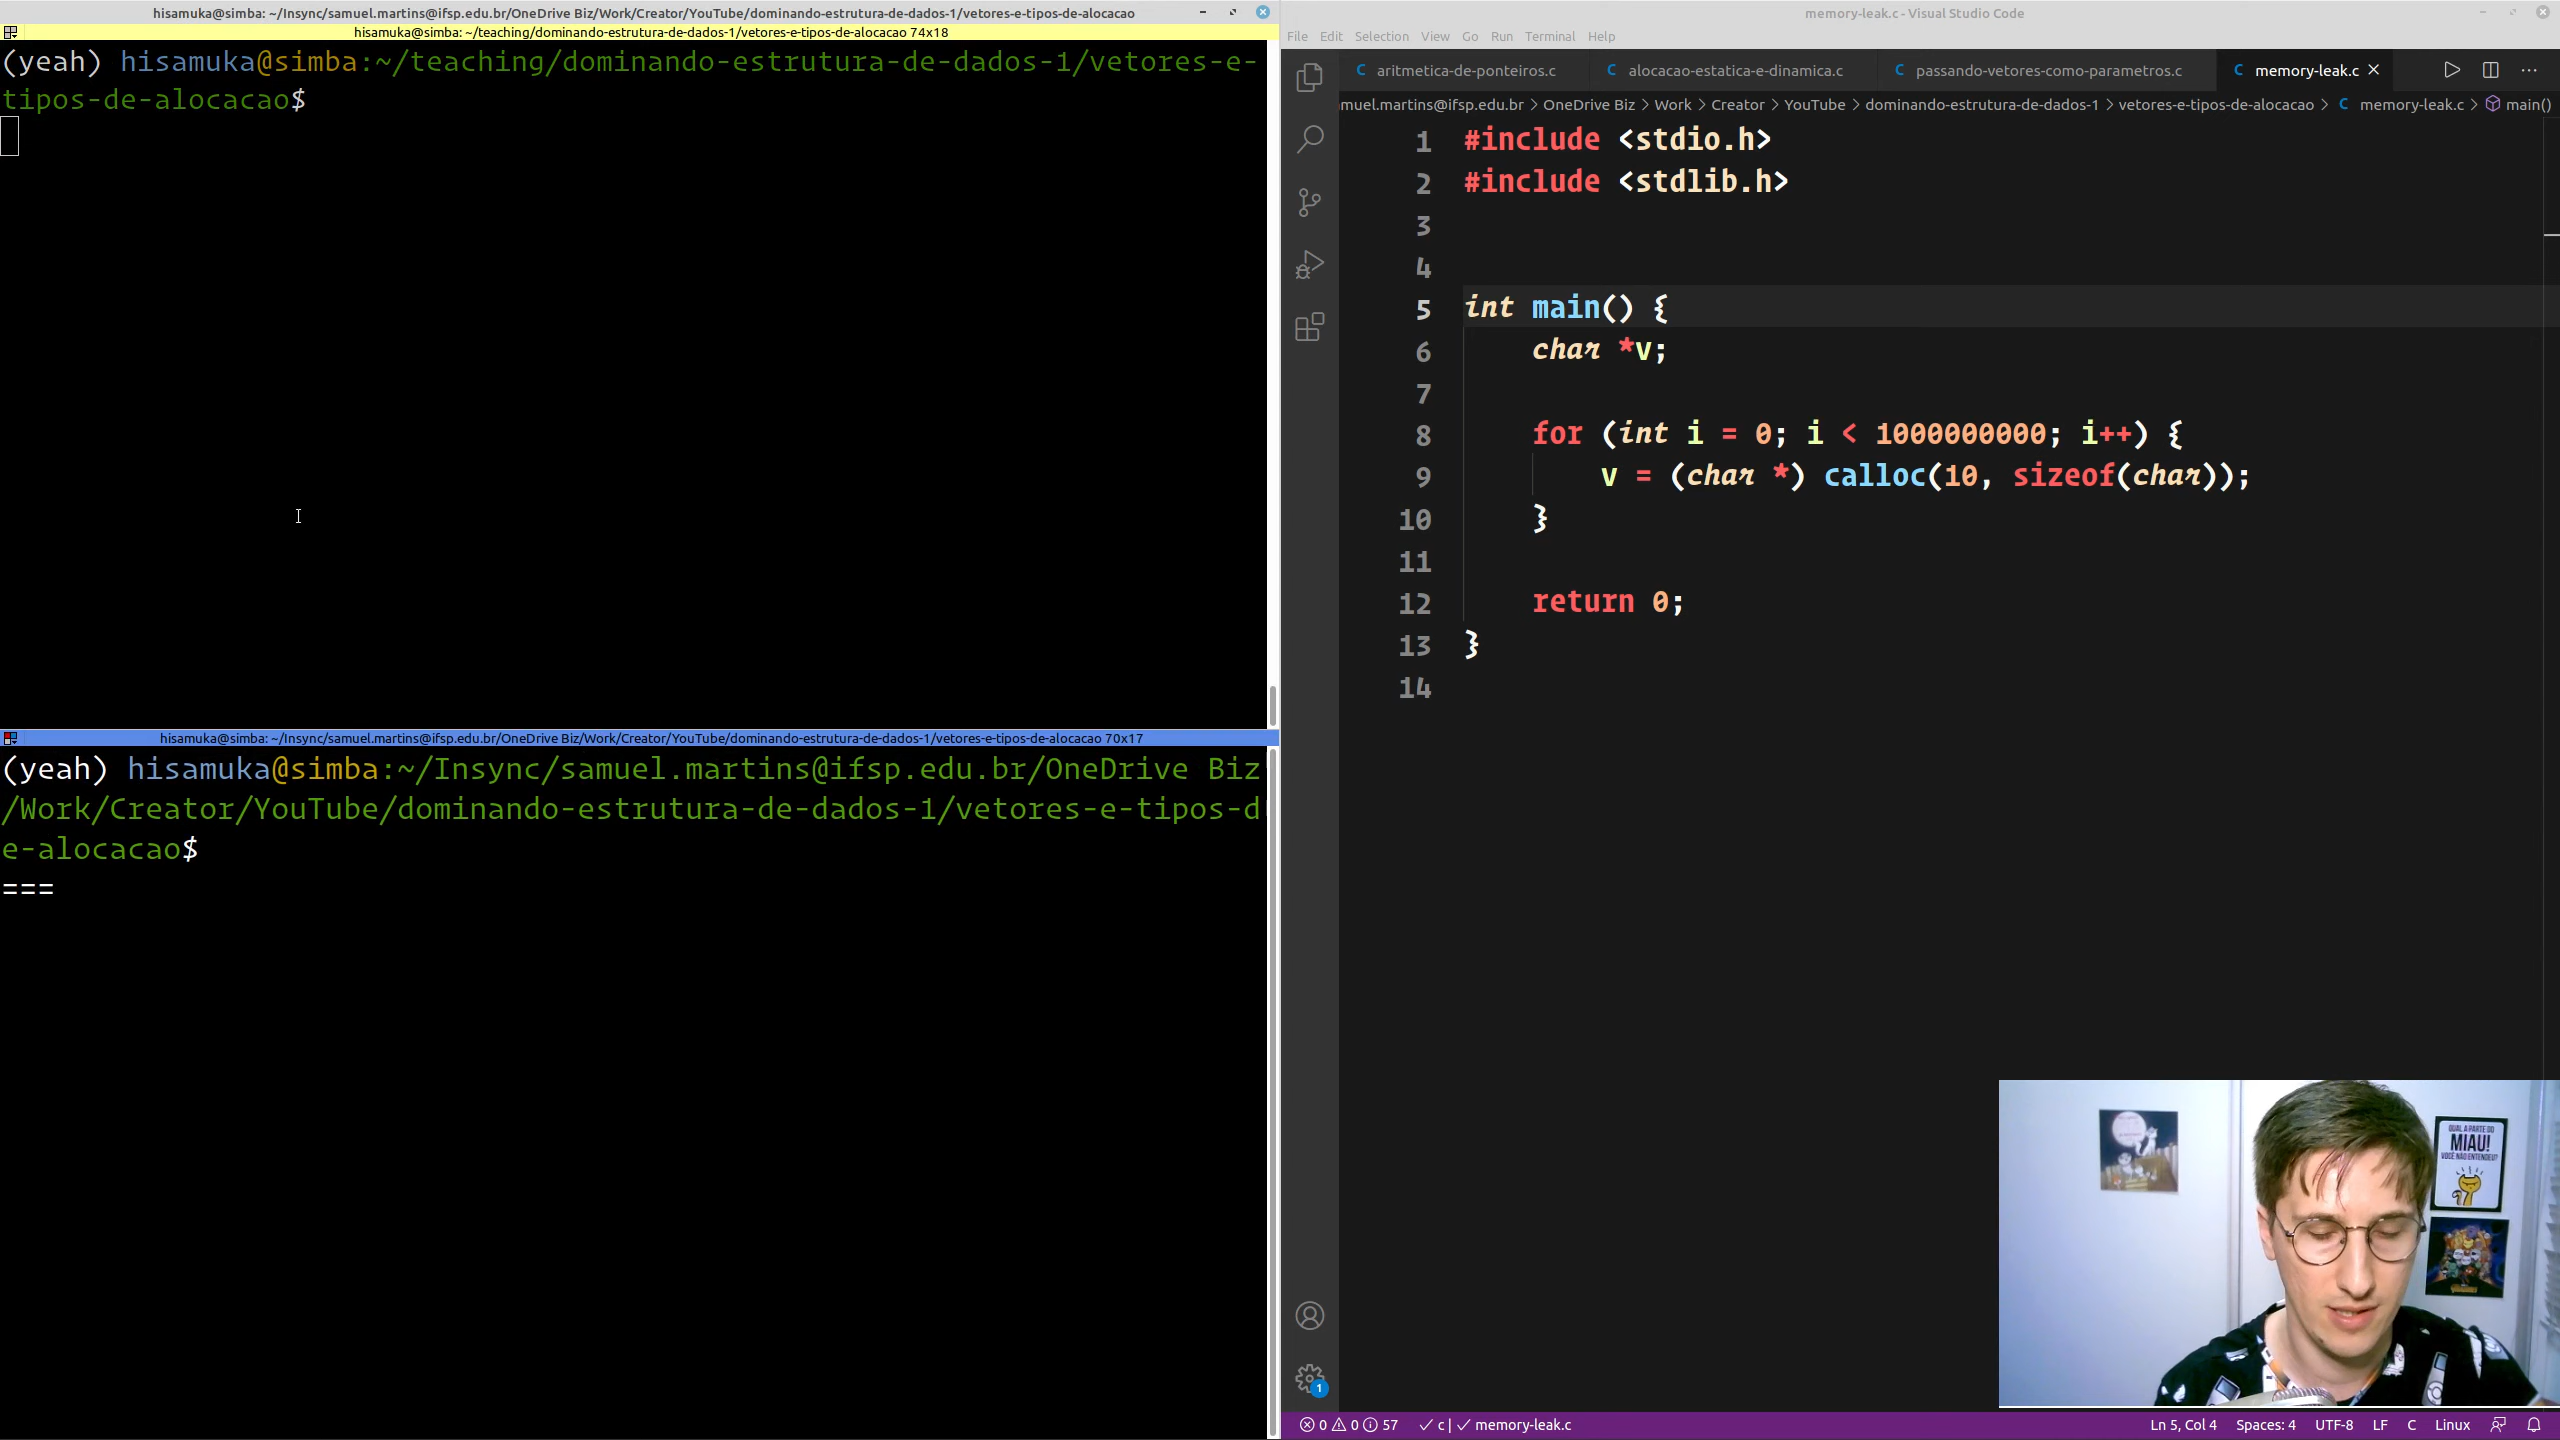 hisamuka@simba: ~/Insync/samuel.martins@ifsp.edu.br/OneDrive Biz/Work/Creator/YouTube/dominando-estrutura-de-dados-1/vetores-e-tipos-de-alocacao
hisamuka@simba: ~/teaching/dominando-estrutura-de-dados-1/vetores-e-tipos-de-alocacao 74x18
(yeah) hisamuka@simba:~/teaching/dominando-estrutura-de-dados-1/vetores-e-
tipos-de-alocacao$
hisamuka@simba: ~/Insync/samuel.martins@ifsp.edu.br/OneDrive Biz/Work/Creator/YouTube/dominando-estrutura-de-dados-1/vetores-e-tipos-de-alocacao 70x17
(yeah) hisamuka@simba:~/Insync/samuel.martins@ifsp.edu.br/OneDrive Biz
/Work/Creator/YouTube/dominando-estrutura-de-dados-1/vetores-e-tipos-d
e-alocacao$
===
memory-leak.c - Visual Studio Code
File Edit Selection View Go Run Terminal Help
C aritmetica-de-ponteiros.c C alocacao-estatica-e-dinamica.c C passando-vetores-como-parametros.c C memory-leak.c
muel.martins@ifsp.edu.br > OneDrive Biz > Work > Creator > YouTube > dominando-estrutura-de-dados-1 > vetores-e-tipos-de-alocacao > C memory-leak.c > main()
1 #include <stdio.h>
2 #include <stdlib.h>
3
4
5 int main() {
6 char *v;
7
8 for (int i = 0; i < 1000000000; i++) {
9 v = (char *) calloc(10, sizeof(char));
10 }
11
12 return 0;
13 }
14
QUAL A PARTE DO
MIAU!
VOCÊ NÃO ENTENDEU?
1
0 0 57 c | memory-leak.c Ln 5, Col 4 Spaces: 4 UTF-8 LF C Linux